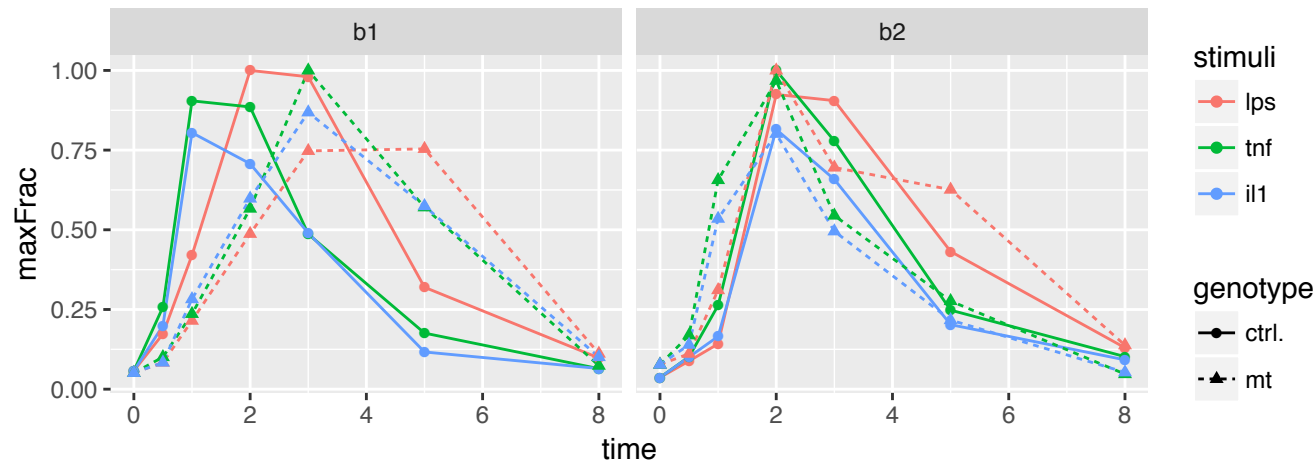 b1 b2
1.00
0.75
0.50
0.25
0.00
maxFrac
0 2 4 6 8 0 2 4 6 8
time
stimuli
lps
tnf
il1
genotype
ctrl.
mt